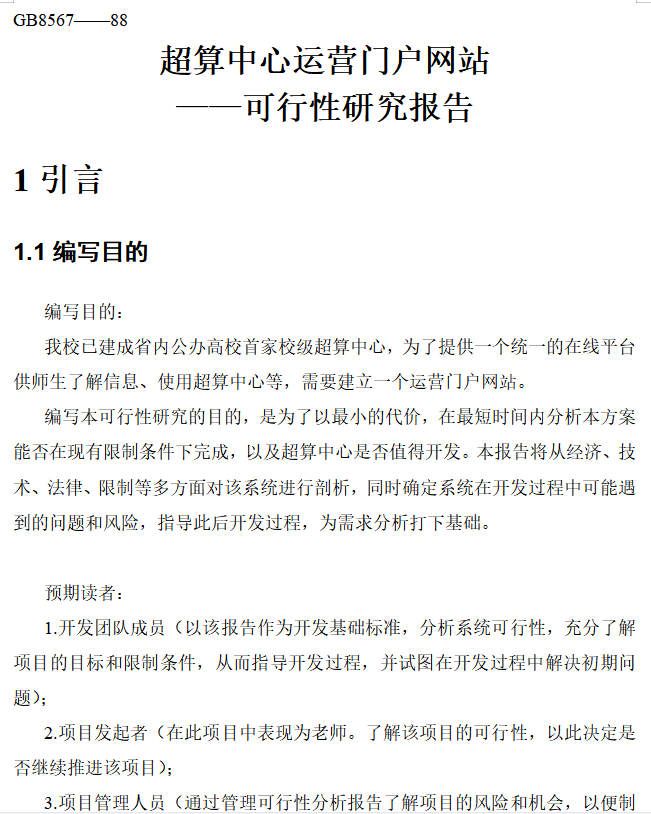 GB8567——88
超算中心运营门户网站
——可行性研究报告
1 引言
1.1 编写目的
编写目的：
我校已建成省内公办高校首家校级超算中心，为了提供一个统一的在线平台
供师生了解信息、使用超算中心等，需要建立一个运营门户网站。
编写本可行性研究的目的，是为了以最小的代价，在最短时间内分析本方案
能否在现有限制条件下完成，以及超算中心是否值得开发。本报告将从经济、技
术、法律、限制等多方面对该系统进行剖析，同时确定系统在开发过程中可能遇
到的问题和风险，指导此后开发过程，为需求分析打下基础。
预期读者：
1.开发团队成员（以该报告作为开发基础标准，分析系统可行性，充分了解
项目的目标和限制条件，从而指导开发过程，并试图在开发过程中解决初期问
题）；
2.项目发起者（在此项目中表现为老师。了解该项目的可行性，以此决定是
否继续推进该项目）；
3.项目管理人员（通过管理可行性分析报告了解项目的风险和机会，以便制